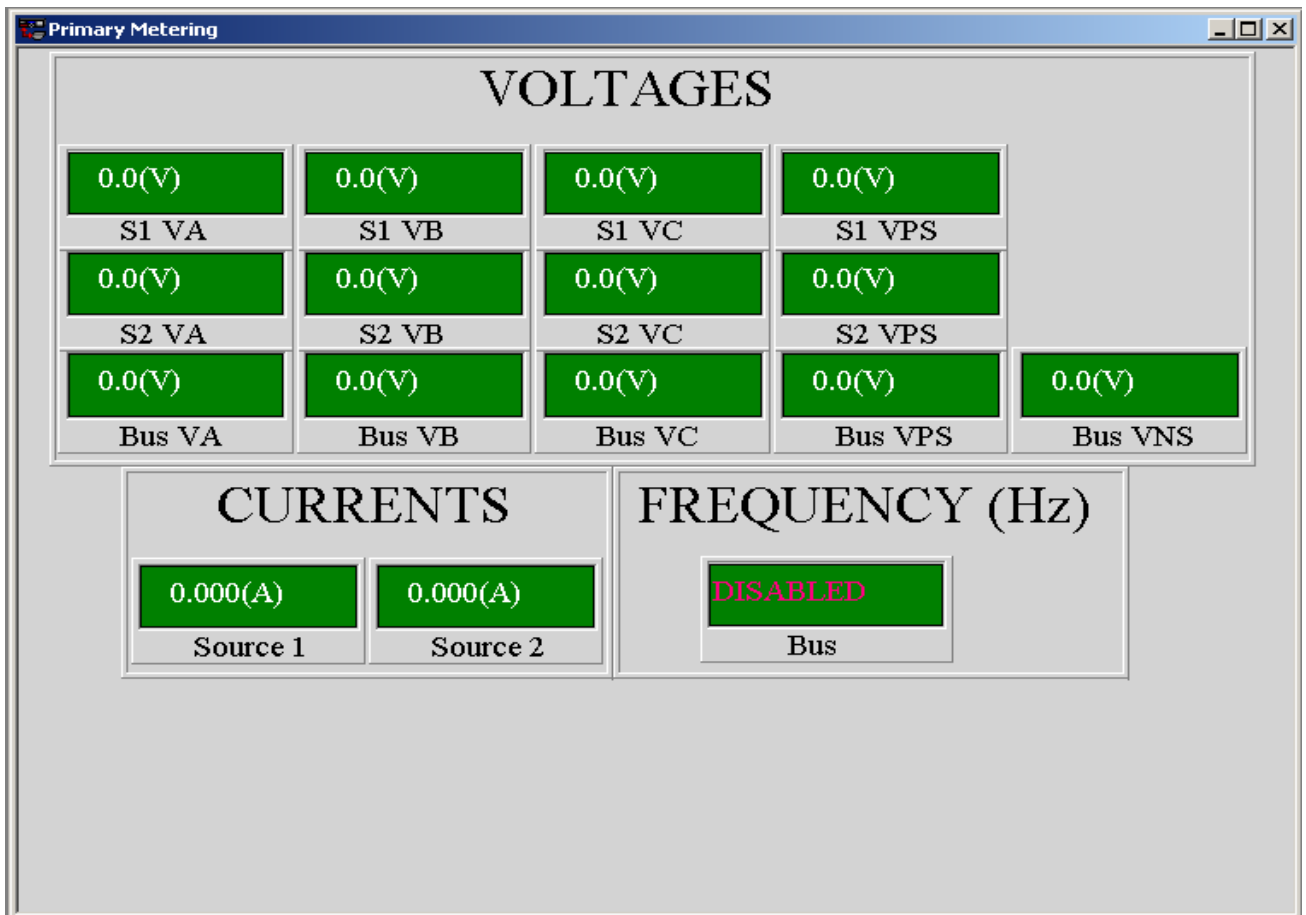 Primary Metering
VOLTAGES
0.0(V) 0.0(V) 0.0(V) 0.0(V)
S1 VA S1 VB S1 VC S1 VPS
0.0(V) 0.0(V) 0.0(V) 0.0(V)
S2 VA S2 VB S2 VC S2 VPS
0.0(V) 0.0(V) 0.0(V) 0.0(V) 0.0(V)
Bus VA Bus VB Bus VC Bus VPS Bus VNS
CURRENTS FREQUENCY (Hz)
0.000(A) 0.000(A) DISABLED
Source 1 Source 2 Bus